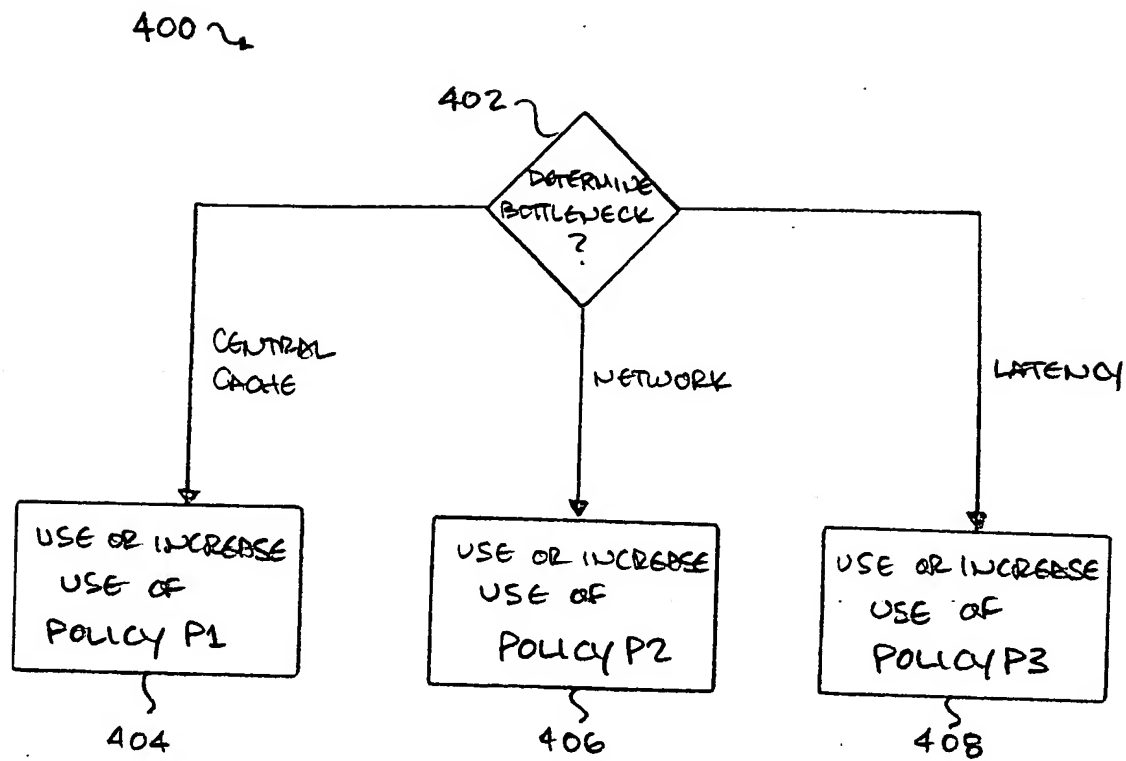 400
402
DETERMINE
BOTTLENECK
?
CENTRAL
CACHE
NETWORK
LATENCY
USE OR INCREASE
USE OF
POLICY P1
USE OR INCREASE
USE OF
POLICY P2
USE OR INCREASE
USE OF
POLICY P3
404
406
408